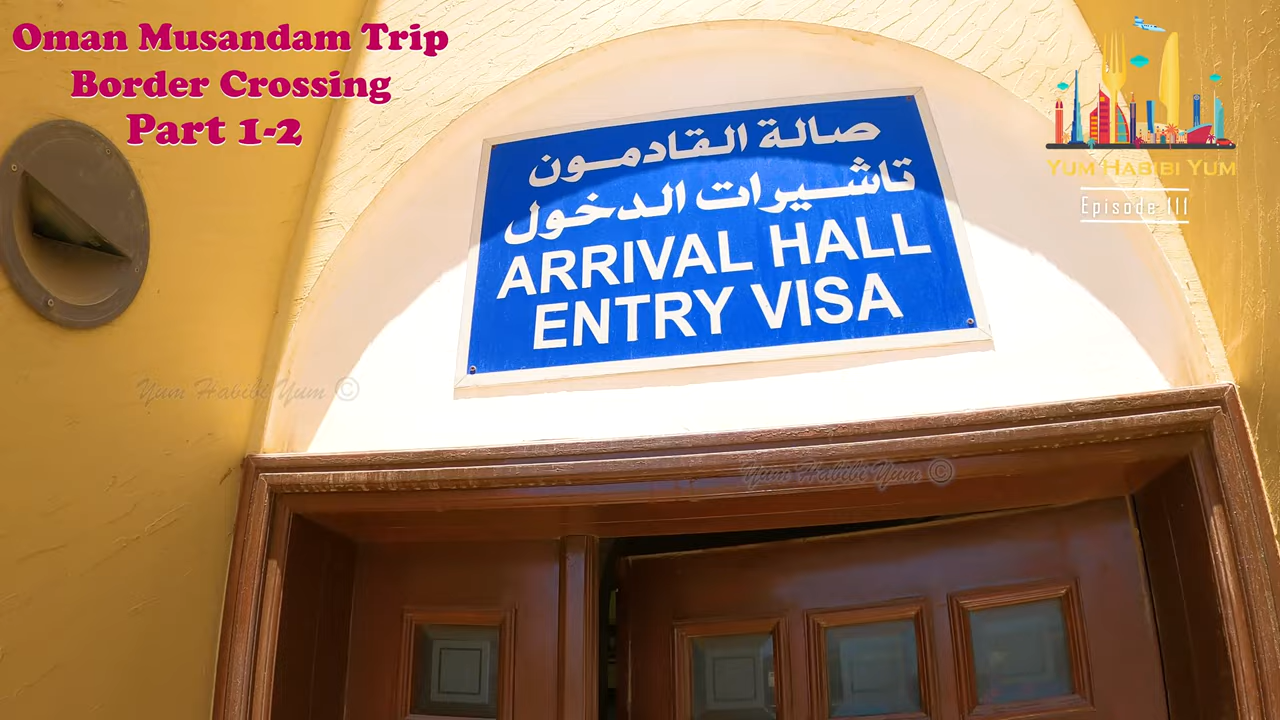 Oman Musandam Trip
Border Crossing
Part 1-2
صالة القادمون
تاشيرات الدخول
ARRIVAL HALL
ENTRY VISA
YUM HABIBI YUM
Episode-III
Yum Habibi Yum ©
Yum Habibi Yum ©